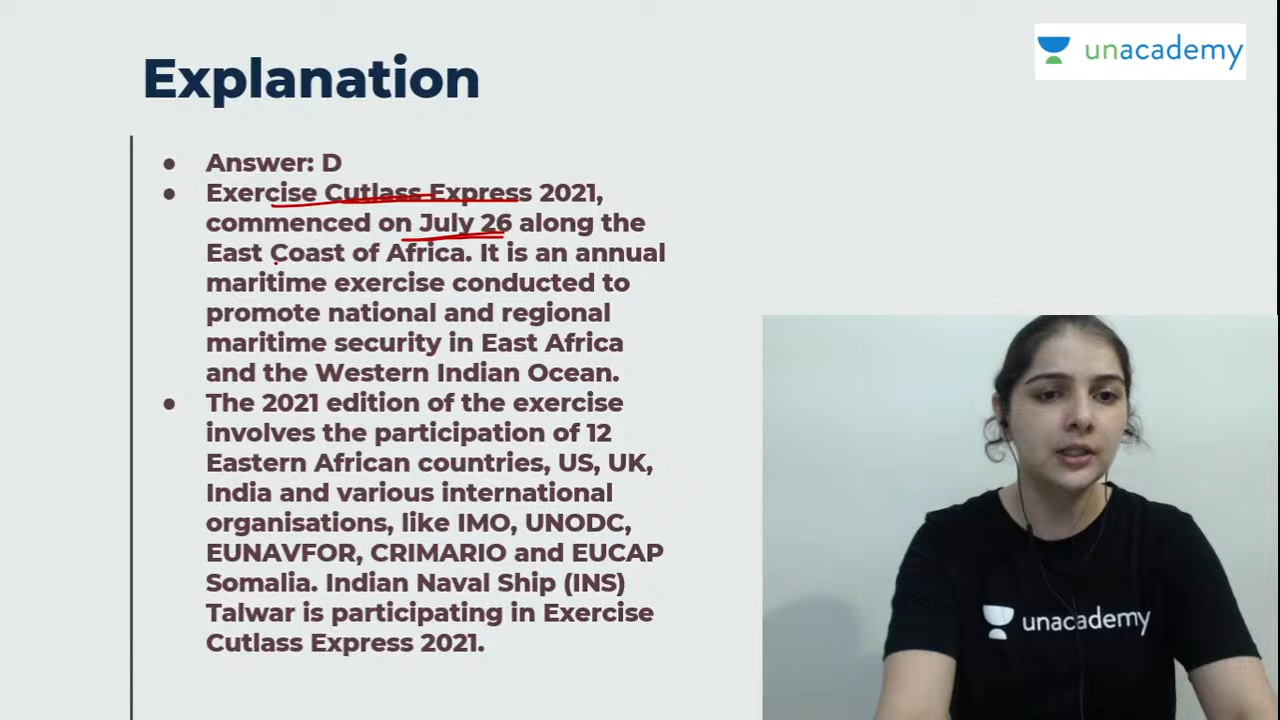 unacademy
Explanation
● Answer: D
● Exercise Cutlass Express 2021,
commenced on July 26 along the
East Coast of Africa. It is an annual
maritime exercise conducted to
promote national and regional
maritime security in East Africa
and the Western Indian Ocean.
● The 2021 edition of the exercise
involves the participation of 12
Eastern African countries, US, UK,
India and various international
organisations, like IMO, UNODC,
EUNAVFOR, CRIMARIO and EUCAP
Somalia. Indian Naval Ship (INS)
Talwar is participating in Exercise
Cutlass Express 2021.
unacademy